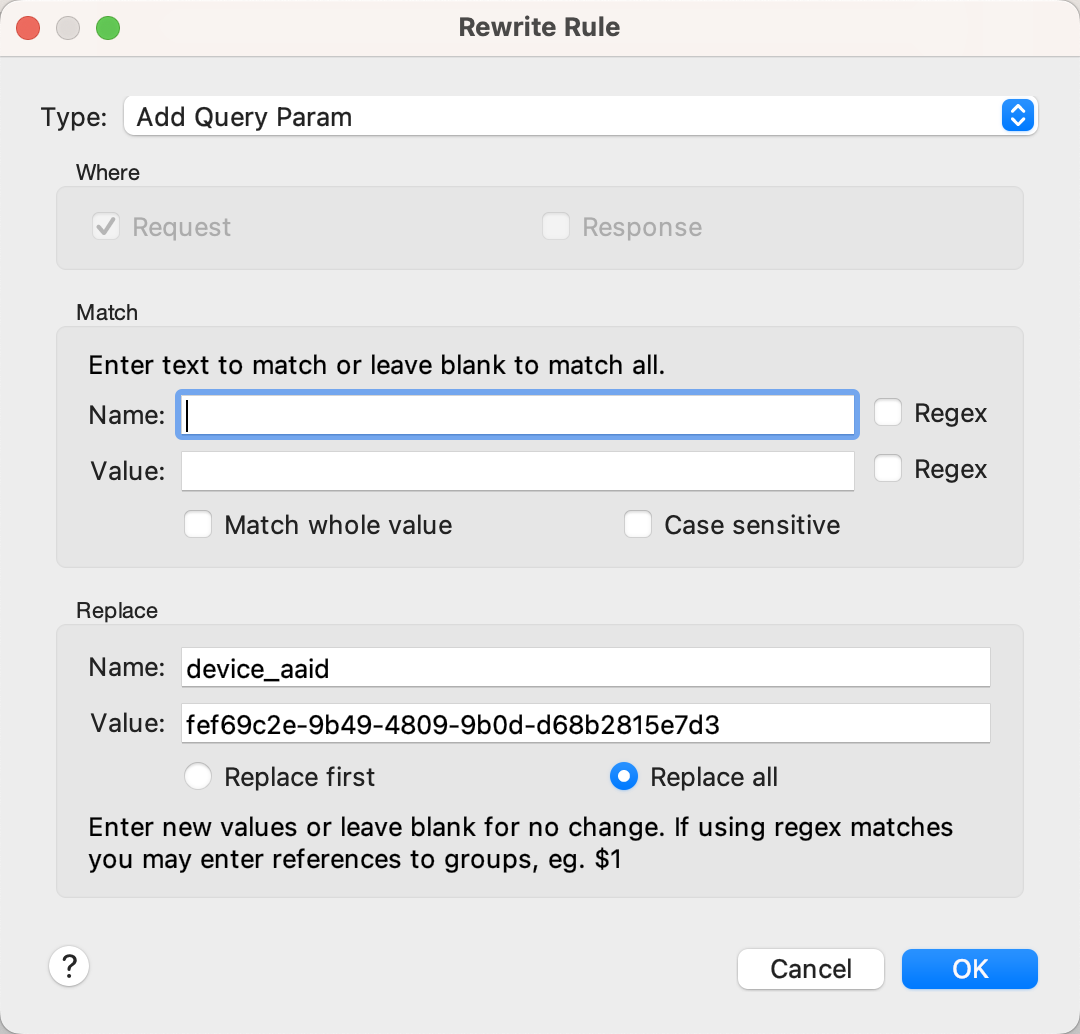 Rewrite Rule
Type: Add Query Param
Where
Request Response
Match
Enter text to match or leave blank to match all.
Name: Regex
Value: Regex
Match whole value Case sensitive
Replace
Name: device_aaid
Value: fef69c2e-9b49-4809-9b0d-d68b2815e7d3
Replace first Replace all
Enter new values or leave blank for no change. If using regex matches
you may enter references to groups, eg. $1
? Cancel OK